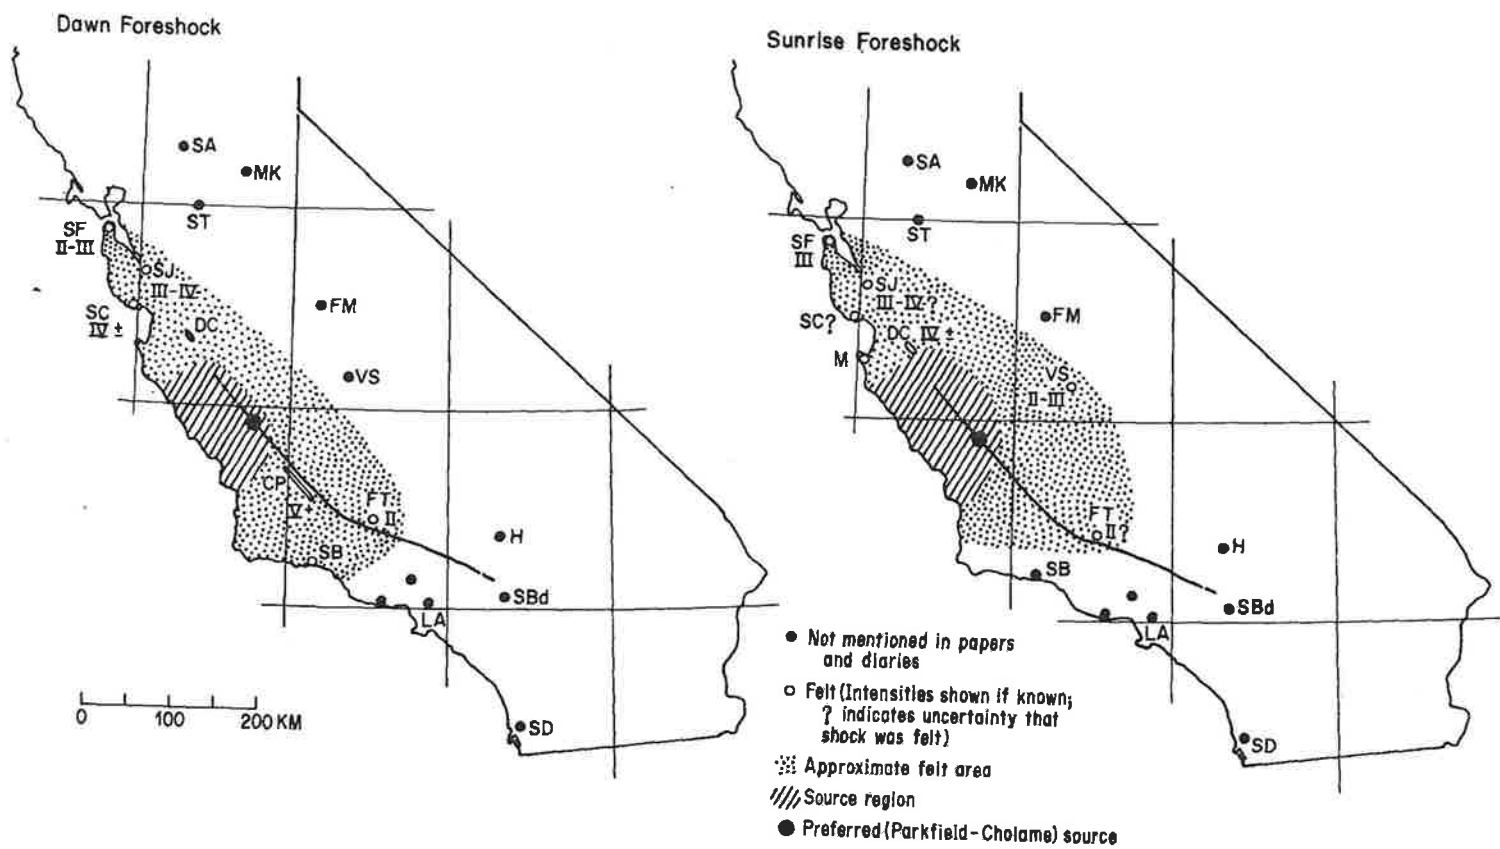 Dawn Foreshock
SA
MK
ST
SF
II-III
SJ
III-IV
SC
IV ±
DC
FM
VS
CP
V+
FT
II
SB
H
SBd
LA
SD
0 100 200 KM
Sunrise Foreshock
SA
MK
ST
SF
III
SJ
III-IV?
SC?
DC IV ±
M
FM
VS
II-III
FT
II?
SB
H
SBd
LA
SD
Not mentioned in papers
and diaries
Felt (Intensities shown if known;
? indicates uncertainty that
shock was felt)
Approximate felt area
Source region
Preferred (Parkfield-Cholame) source